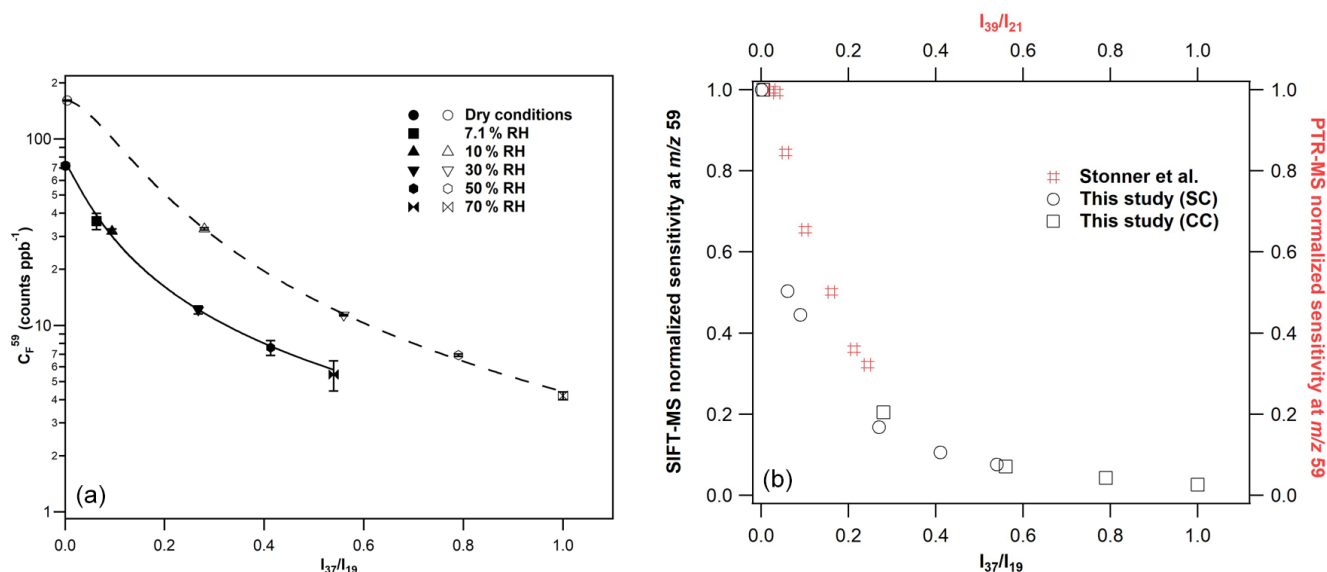 C_F^59 (counts ppb^-1)
2
100
7
6
5
4
3
2
10
7
6
5
4
3
2
1
Dry conditions
7.1 % RH
10 % RH
30 % RH
50 % RH
70 % RH
(a)
0.0 0.2 0.4 0.6 0.8 1.0
I37/I19
I39/I21
0.0 0.2 0.4 0.6 0.8 1.0
SIFT-MS normalized sensitivity at m/z 59
1.0
0.8
0.6
0.4
0.2
0.0
Stonner et al.
This study (SC)
This study (CC)
(b)
1.0
0.8
0.6
0.4
0.2
0.0
PTR-MS normalized sensitivity at m/z 59
0.0 0.2 0.4 0.6 0.8 1.0
I37/I19